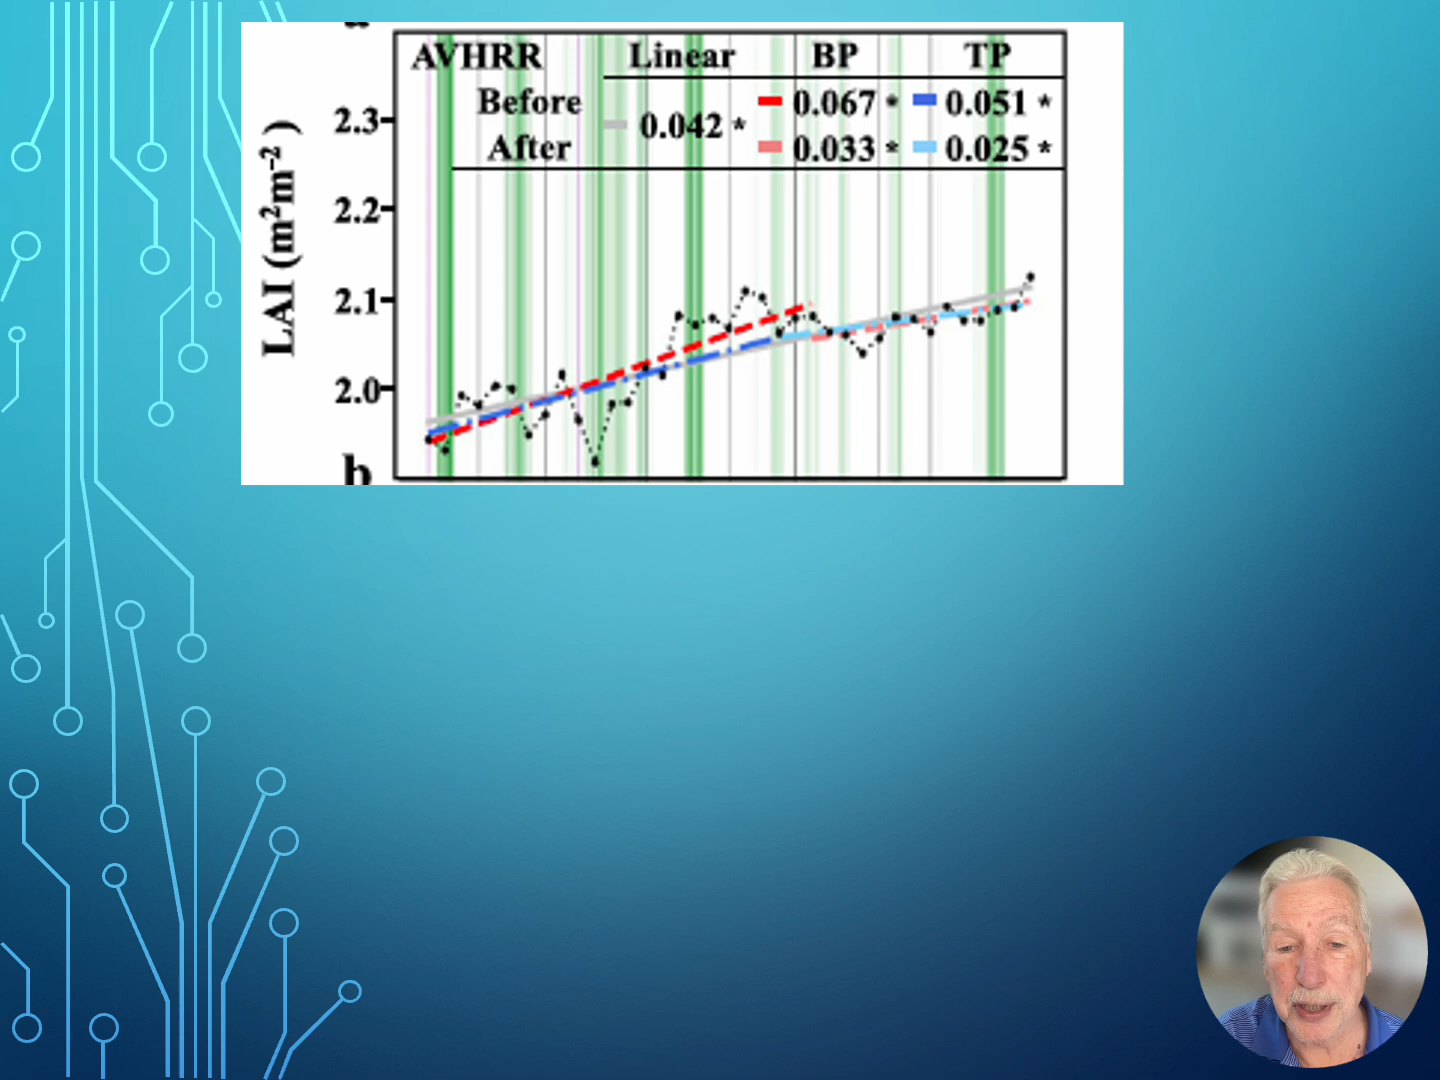 AVHRR Linear BP TP
Before 0.042 * 0.067 * 0.051 *
After 0.033 * 0.025 *
LAI (m²m⁻²)
2.3
2.2
2.1
2.0
b